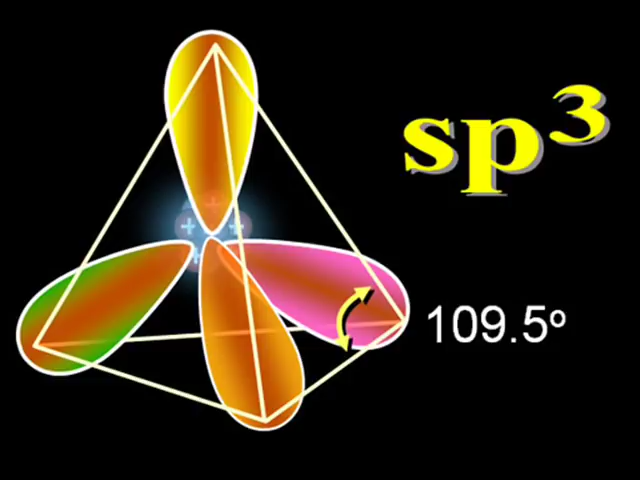 sp³
+ +
+
109.5º